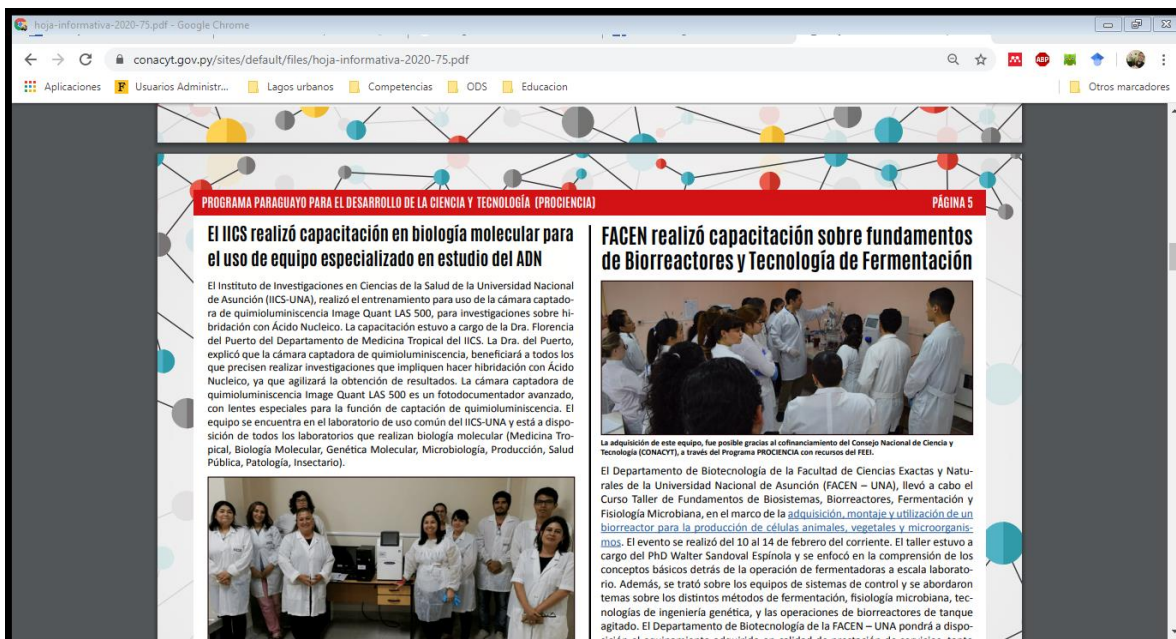 hoja-informativa-2020-75.pdf - Google Chrome
conacyt.gov.py/sites/default/files/hoja-informativa-2020-75.pdf
ABP
Aplicaciones
F Usuarios Administr...
Lagos urbanos
Competencias
ODS
Educacion
Otros marcadores
PROGRAMA PARAGUAYO PARA EL DESARROLLO DE LA CIENCIA Y TECNOLOGÍA (PROCIENCIA)
PÁGINA 5
El IICS realizó capacitación en biología molecular para
el uso de equipo especializado en estudio del ADN
El Instituto de Investigaciones en Ciencias de la Salud de la Universidad Nacional
de Asunción (IICS-UNA), realizó el entrenamiento para uso de la cámara captado-
ra de quimioluminiscencia Image Quant LAS 500, para investigaciones sobre hi-
bridación con Ácido Nucleico. La capacitación estuvo a cargo de la Dra. Florencia
del Puerto del Departamento de Medicina Tropical del IICS. La Dra. del Puerto,
explicó que la cámara captadora de quimioluminiscencia, beneficiará a todos los
que precisen realizar investigaciones que impliquen hacer hibridación con Ácido
Nucleico, ya que agilizará la obtención de resultados. La cámara captadora de
quimioluminiscencia Image Quant LAS 500 es un fotodocumentador avanzado,
con lentes especiales para la función de captación de quimioluminiscencia. El
equipo se encuentra en el laboratorio de uso común del IICS-UNA y está a dispo-
sición de todos los laboratorios que realizan biología molecular (Medicina Tro-
pical, Biología Molecular, Genética Molecular, Microbiología, Producción, Salud
Pública, Patología, Insectario).
FACEN realizó capacitación sobre fundamentos
de Biorreactores y Tecnología de Fermentación
La adquisición de este equipo, fue posible gracias al cofinanciamiento del Consejo Nacional de Ciencia y
Tecnología (CONACYT), a través del Programa PROCIENCIA con recursos del FEEI.
El Departamento de Biotecnología de la Facultad de Ciencias Exactas y Natu-
rales de la Universidad Nacional de Asunción (FACEN – UNA), llevó a cabo el
Curso Taller de Fundamentos de Biosistemas, Biorreactores, Fermentación y
Fisiología Microbiana, en el marco de la adquisición, montaje y utilización de un
biorreactor para la producción de células animales, vegetales y microorganis-
mos. El evento se realizó del 10 al 14 de febrero del corriente. El taller estuvo a
cargo del PhD Walter Sandoval Espínola y se enfocó en la comprensión de los
conceptos básicos detrás de la operación de fermentadoras a escala laborato-
rio. Además, se trató sobre los equipos de sistemas de control y se abordaron
temas sobre los distintos métodos de fermentación, fisiología microbiana, tec-
nologías de ingeniería genética, y las operaciones de biorreactores de tanque
agitado. El Departamento de Biotecnología de la FACEN – UNA pondrá a dispo-